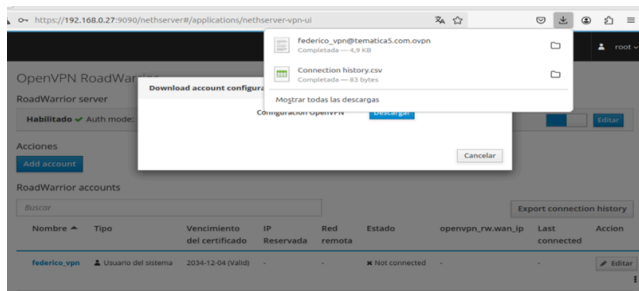 https://192.168.0.27:9090/nethserver#/applications/nethserver-vpn-ui
federico_vpn@tematica5.com.ovpn
Completada — 4,9 KB
Connection history.csv
Completada — 83 bytes
Mostrar todas las descargas
root
OpenVPN RoadWarrior
RoadWarrior server
Download account configura
Configuración OpenVPN Descargar
Habilitado Auth mode: Editar
Cancelar
Acciones
Add account
RoadWarrior accounts
Buscar Export connection history
Nombre Tipo Vencimiento del certificado IP Reservada Red remota Estado openvpn_rw.wan_ip Last connected Accion
federico_vpn Usuario del sistema 2034-12-04 (Valid) - - Not connected - - Editar